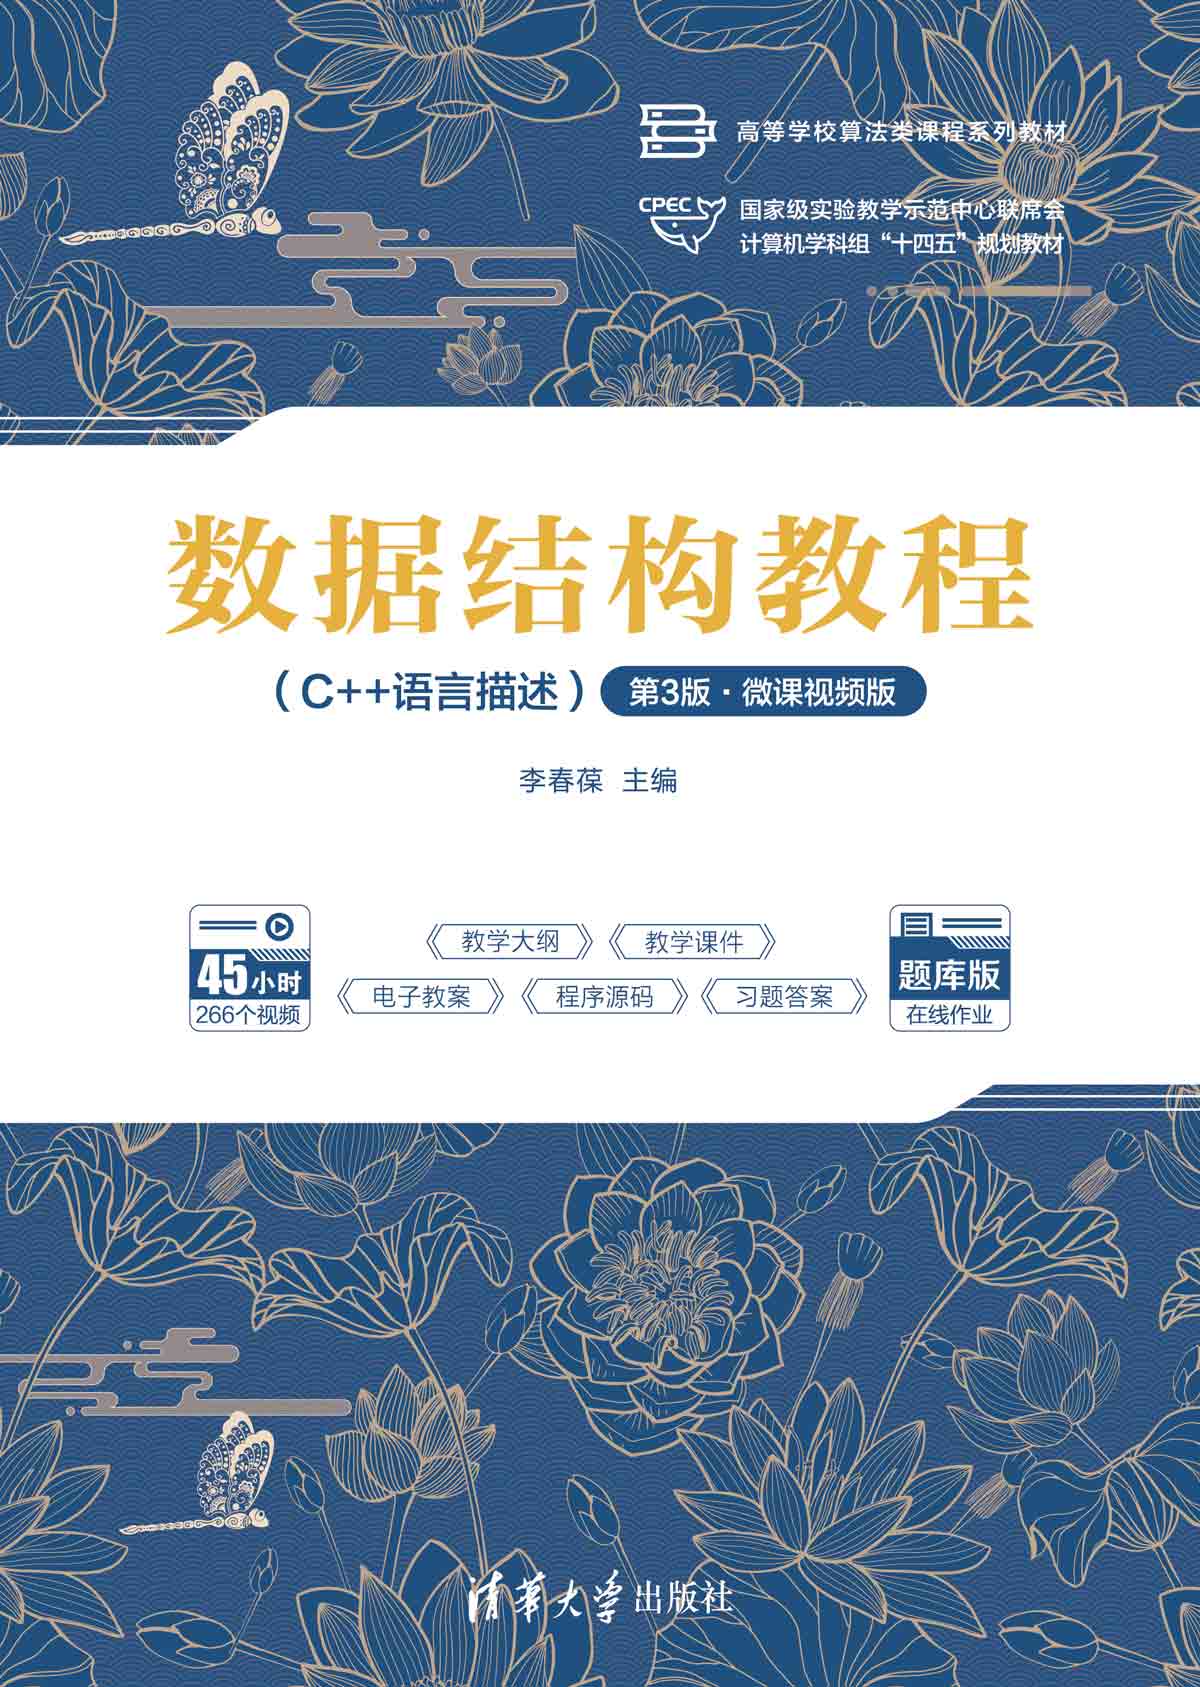 高等学校算法类课程系列教材
CPEC
国家级实验教学示范中心联席会
计算机学科组“十四五”规划教材
数据结构教程
（C++语言描述） 第3版·微课视频版
李春葆 主编
45小时
266个视频
教学大纲 教学课件
电子教案 程序源码 习题答案
题库版
在线作业
清华大学出版社